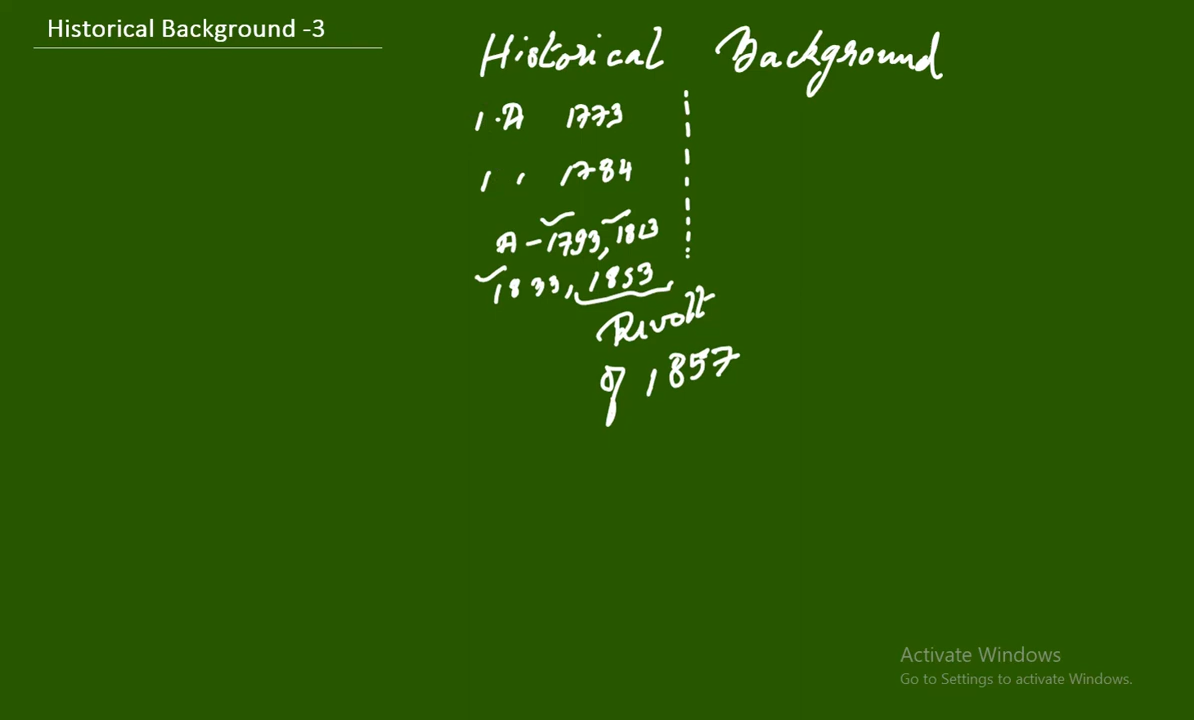 Historical Background -3
Historical Background
1. A 1773
1 , 1784
A - 1793, 1813
1833, 1853
Revolt
of 1857
Activate Windows
Go to Settings to activate Windows.